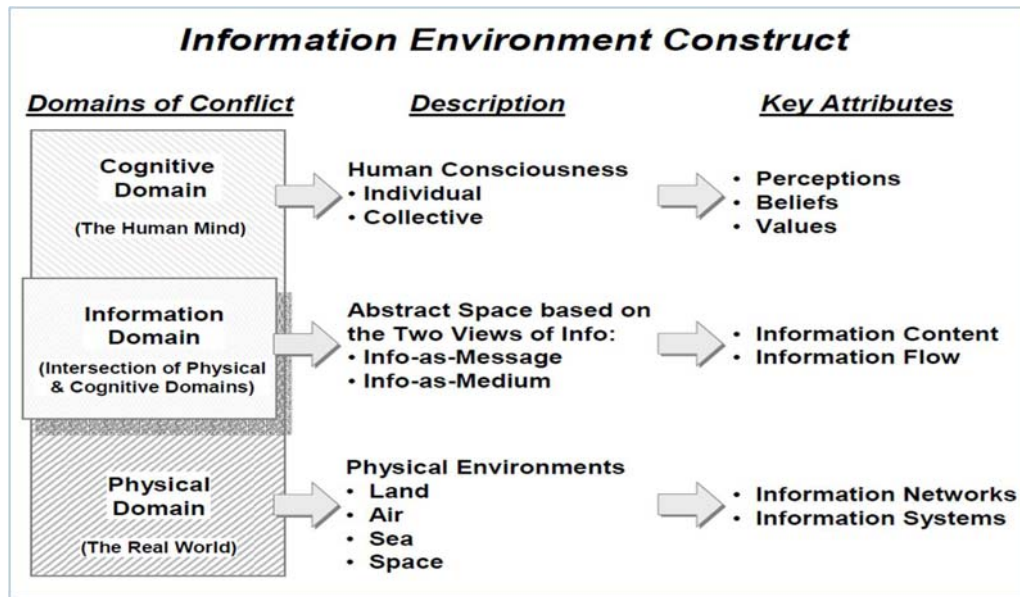 Information Environment Construct
Domains of Conflict
Description
Key Attributes
Cognitive
Domain
(The Human Mind)
Human Consciousness
• Individual
• Collective
• Perceptions
• Beliefs
• Values
Information
Domain
(Intersection of Physical
& Cognitive Domains)
Abstract Space based on
the Two Views of Info:
• Info-as-Message
• Info-as-Medium
• Information Content
• Information Flow
Physical
Domain
(The Real World)
Physical Environments
• Land
• Air
• Sea
• Space
• Information Networks
• Information Systems